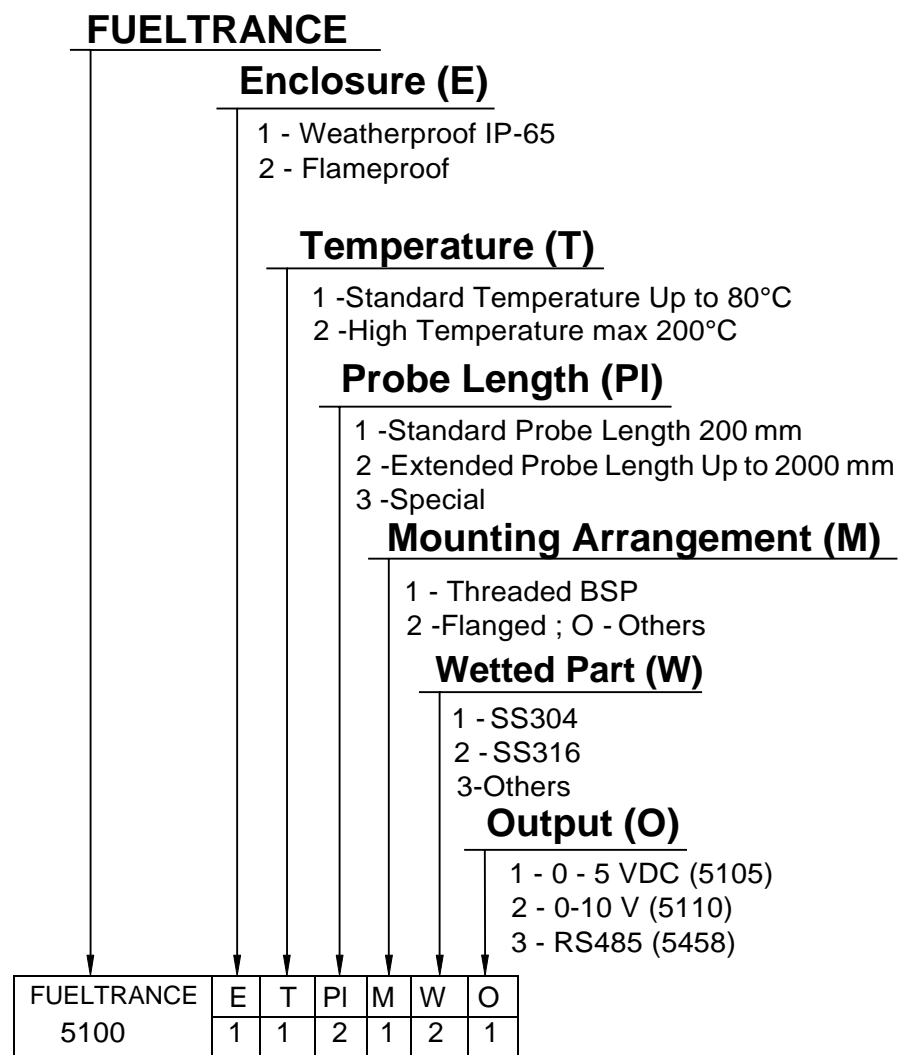 FUELTRANCE
Enclosure (E)
1 - Weatherproof IP-65
2 - Flameproof
Temperature (T)
1 -Standard Temperature Up to 80°C
2 -High Temperature max 200°C
Probe Length (Pl)
1 -Standard Probe Length 200 mm
2 -Extended Probe Length Up to 2000 mm
3 -Special
Mounting Arrangement (M)
1 - Threaded BSP
2 -Flanged ; O - Others
Wetted Part (W)
1 - SS304
2 - SS316
3-Others
Output (O)
1 - 0 - 5 VDC (5105)
2 - 0-10 V (5110)
3 - RS485 (5458)
FUELTRANCE E T Pl M W O
5100 1 1 2 1 2 1